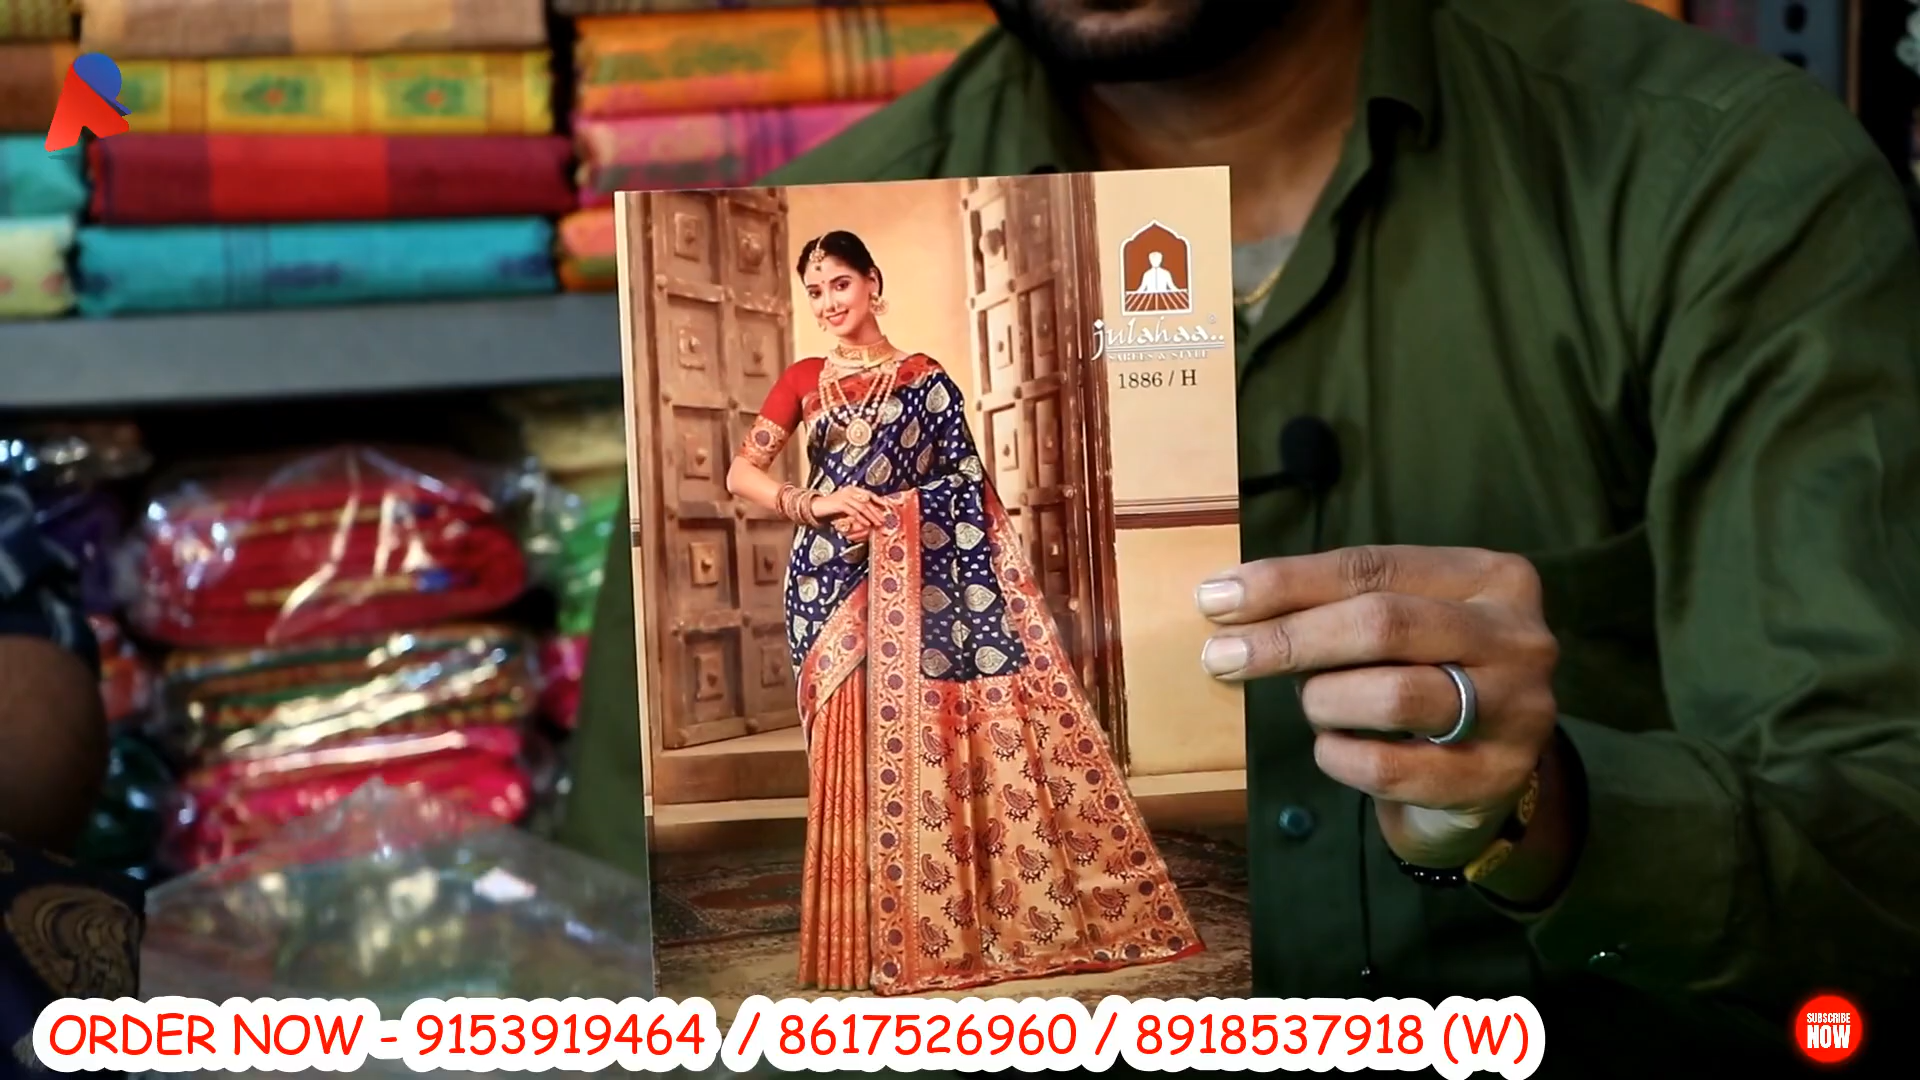 julahaa..®
SAREES & STYLE
1886 / H
ORDER NOW - 9153919464 / 8617526960 / 8918537918 (W)
SUBSCRIBE
NOW